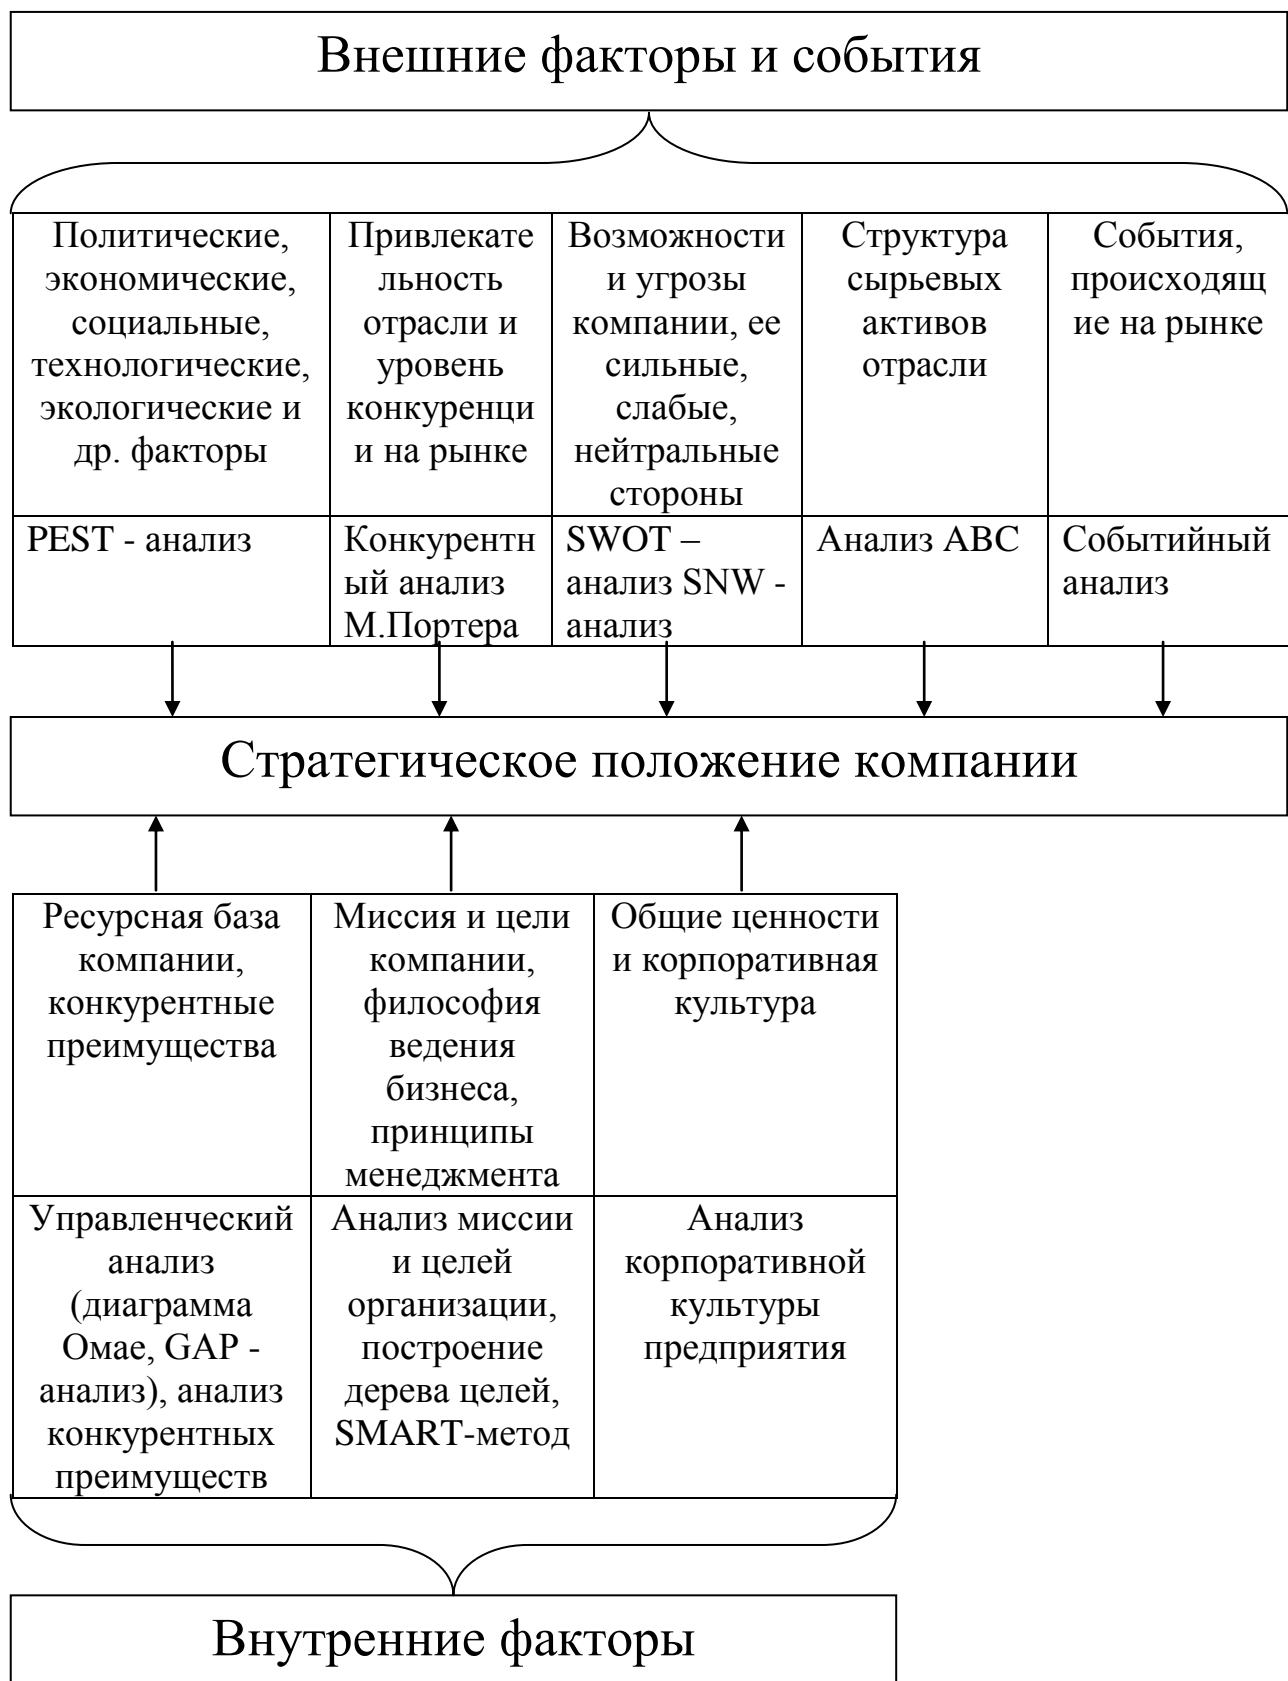 Внешние факторы и события
Политические,
экономические,
социальные,
технологические,
экологические и
др. факторы
Привлекате
льность
отрасли и
уровень
конкуренци
и на рынке
Возможности
и угрозы
компании, ее
сильные,
слабые,
нейтральные
стороны
Структура
сырьевых
активов
отрасли
События,
происходящ
ие на рынке
PEST - анализ
Конкурентн
ый анализ
М.Портера
SWOT –
анализ SNW -
анализ
Анализ ABC
Событийный
анализ
Стратегическое положение компании
Ресурсная база
компании,
конкурентные
преимущества
Миссия и цели
компании,
философия
ведения
бизнеса,
принципы
менеджмента
Общие ценности
и корпоративная
культура
Управленческий
анализ
(диаграмма
Омае, GAP -
анализ), анализ
конкурентных
преимуществ
Анализ миссии
и целей
организации,
построение
дерева целей,
SMART-метод
Анализ
корпоративной
культуры
предприятия
Внутренние факторы